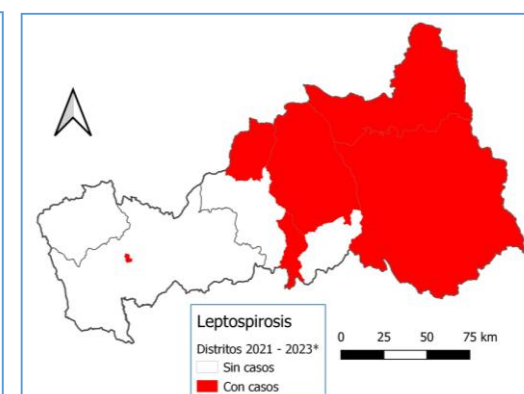 Leptospirosis
Distritos 2021 - 2023*
Sin casos
Con casos
0 25 50 75 km